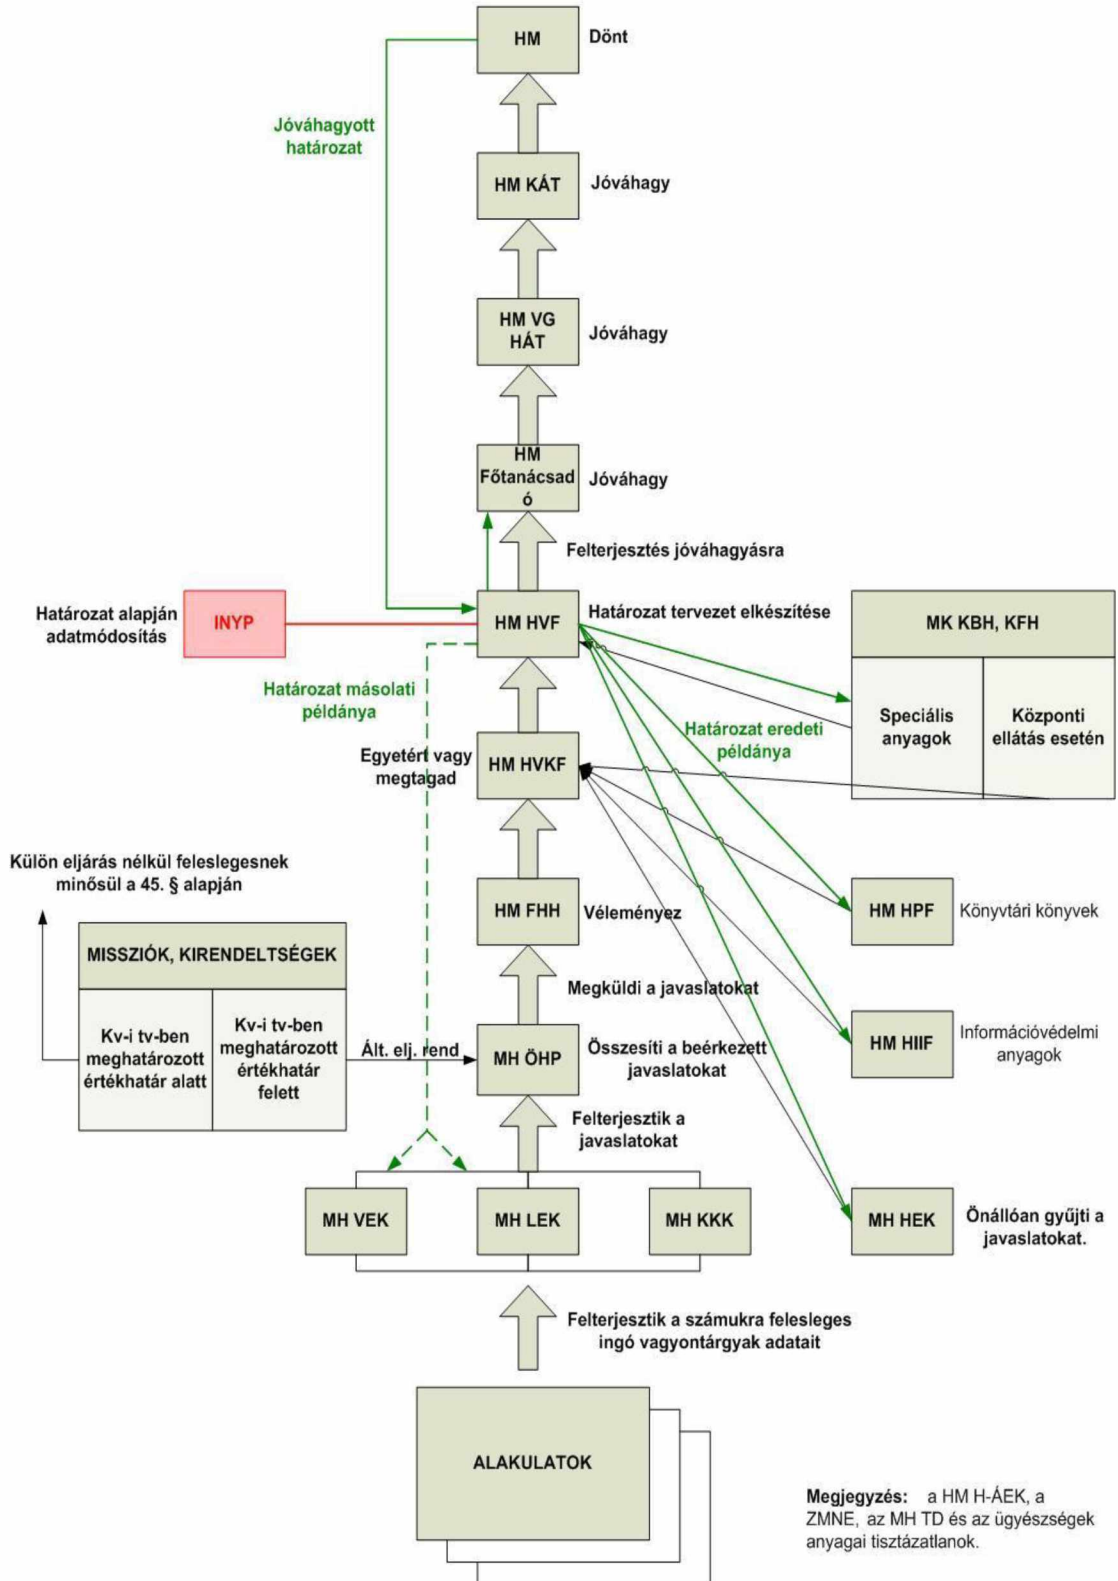 HM
Dönt
Jóváhagyott
határozat
HM KÁT
Jóváhagy
HM VG
HÁT
Jóváhagy
HM
Főtanácsad
ó
Jóváhagy
Felterjesztés jóváhagyásra
Határozat alapján
adatmódosítás
INYP
HM HVF
Határozat tervezet elkészítése
MK KBH, KFH
Speciális
anyagok
Központi
ellátás esetén
Határozat másolati
példánya
Határozat eredeti
példánya
Egyetért vagy
megtagad
HM HVKF
Külön eljárás nélkül feleslegesnek
minősül a 45. § alapján
HM FHH
Véleményez
HM HPF
Könyvtári könyvek
MISSZIÓK, KIRENDELTSÉGEK
Kv-i tv-ben
meghatározott
értékhatár alatt
Kv-i tv-ben
meghatározott
értékhatár
felett
Megküldi a javaslatokat
Ált. elj. rend
MH ÖHP
Összesíti a beérkezett
javaslatokat
HM HIIF
Információvédelmi
anyagok
Felterjesztik a
javaslatokat
MH VEK
MH LEK
MH KKK
MH HEK
Önállóan gyűjti a
javaslatokat.
Felterjesztik a számukra felesleges
ingó vagyontárgyak adatait
ALAKULATOK
Megjegyzés: a HM H-ÁEK, a
ZMNE, az MH TD és az ügyészségek
anyagai tisztázatlanok.